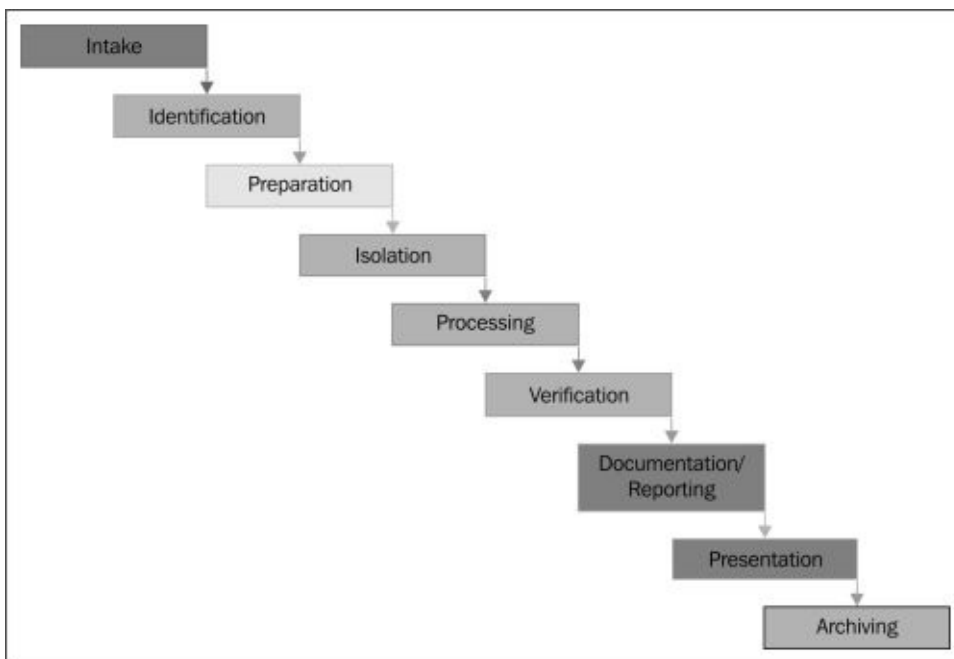 Intake
Identification
Preparation
Isolation
Processing
Verification
Documentation/
Reporting
Presentation
Archiving